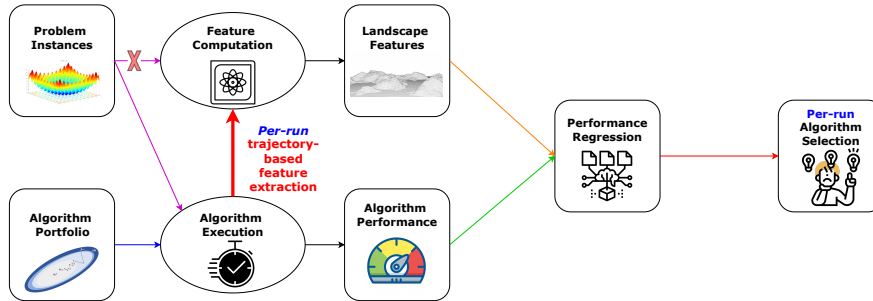 Problem
Instances
X
Feature
Computation
Landscape
Features
Per-run
trajectory-
based
feature
extraction
Performance
Regression
Per-run
Algorithm
Selection
Algorithm
Portfolio
Algorithm
Execution
Algorithm
Performance